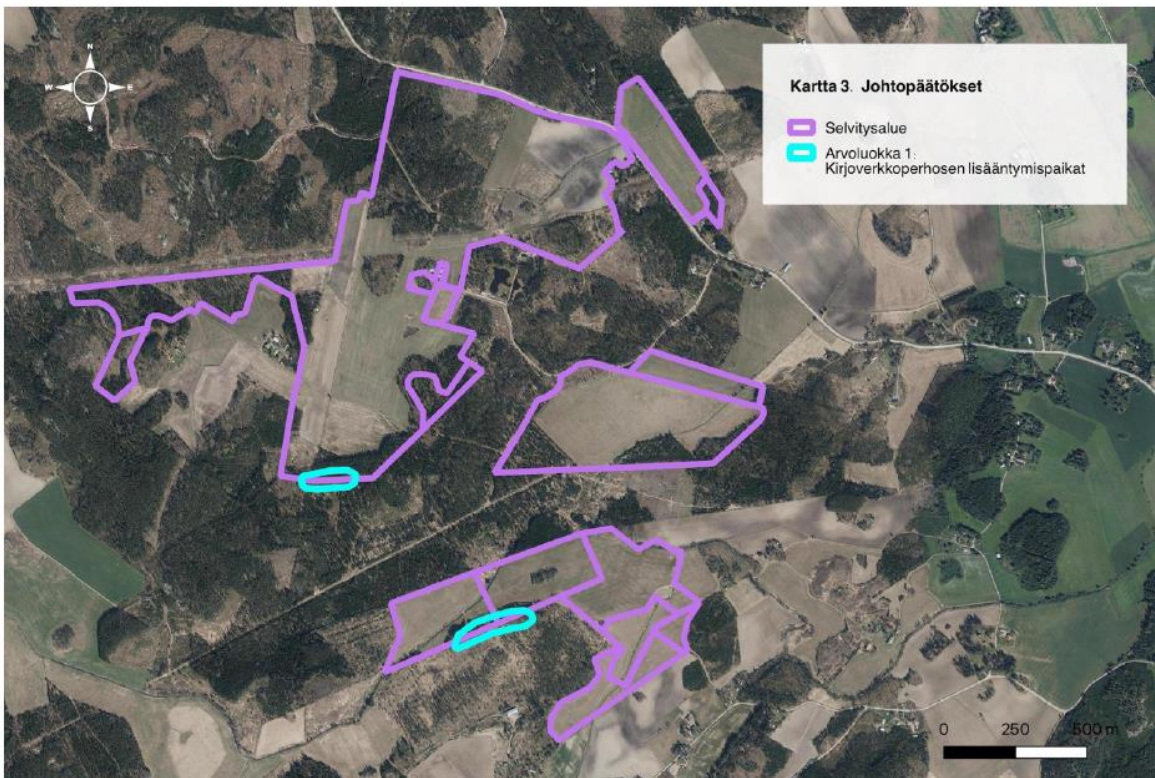 N
W E
S
Kartta 3. Johtopäätökset
Selvitysalue
Arvoluokka 1:
Kirjoverkkoperhosen lisääntymispaikat
0 250 500 m